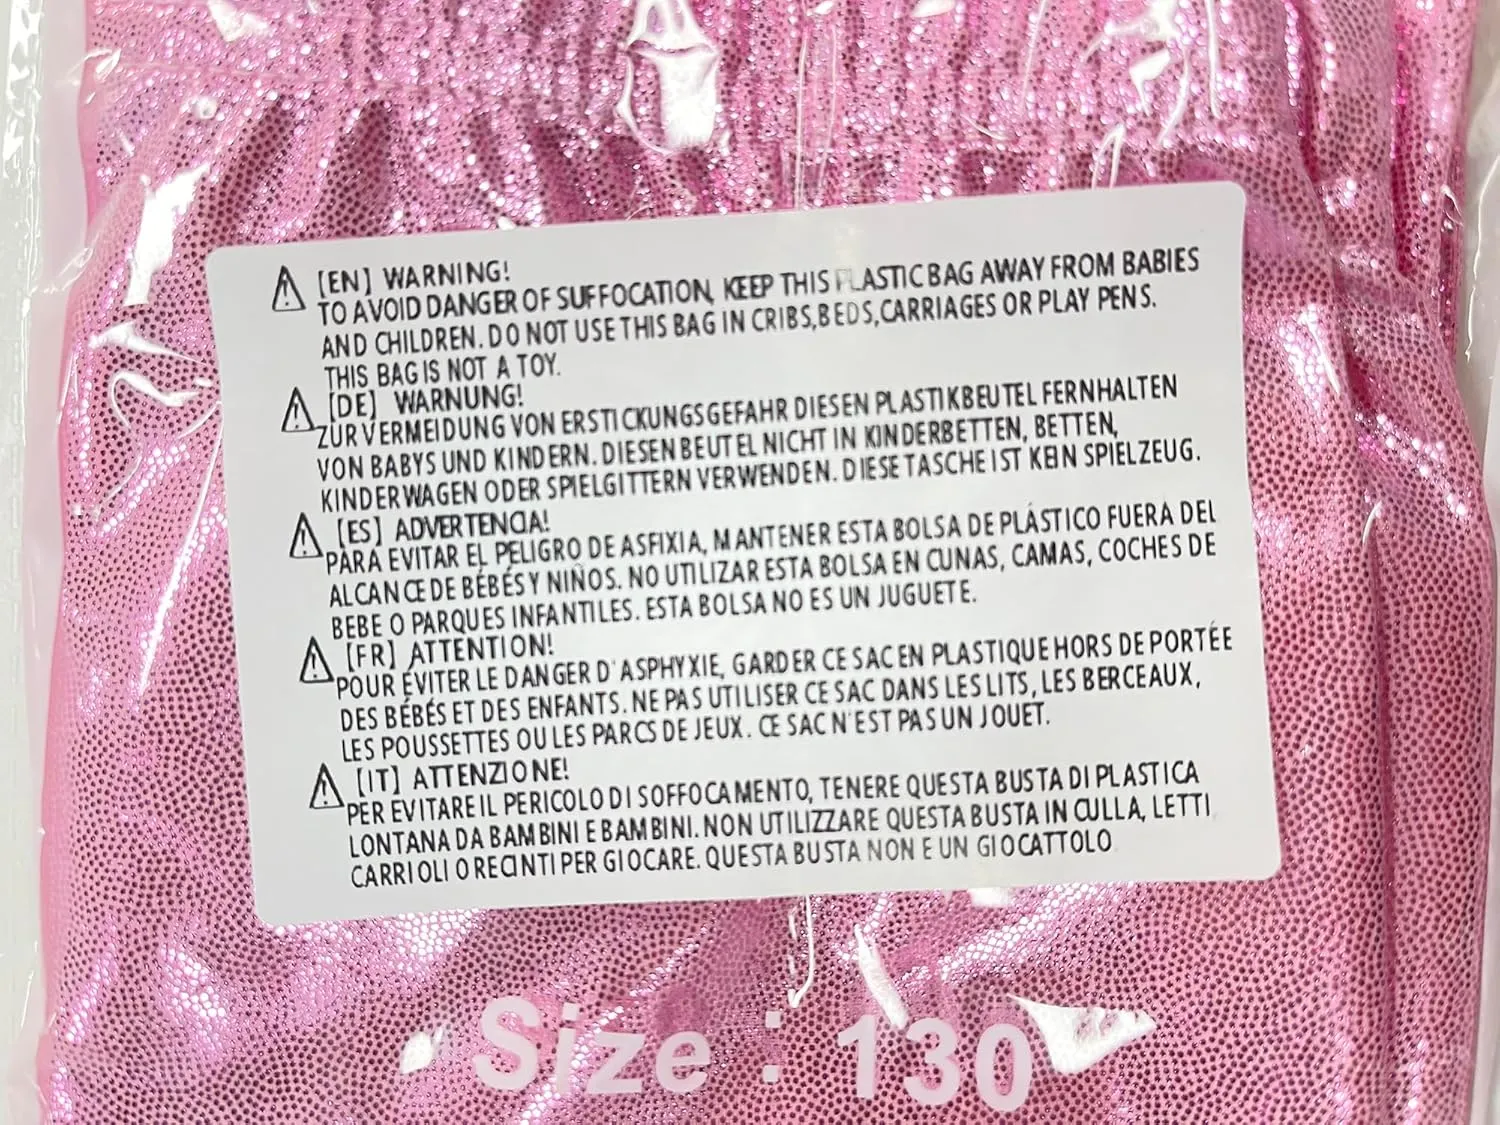 [EN] WARNING!
TO AVOID DANGER OF SUFFOCATION, KEEP THIS PLASTIC BAG AWAY FROM BABIES
AND CHILDREN. DO NOT USE THIS BAG IN CRIBS,BEDS,CARRIAGES OR PLAY PENS.
THIS BAG IS NOT A TOY.
[DE] WARNUNG!
ZUR VERMEIDUNG VON ERSTICKUNGSGEFAHR DIESEN PLASTIKBEUTEL FERNHALTEN
VON BABYS UND KINDERN. DIESEN BEUTEL NICHT IN KINDERBETTEN, BETTEN,
KINDERWAGEN ODER SPIELGITTERN VERWENDEN. DIESE TASCHE IST KEIN SPIELZEUG.
[ES] ADVERTENCIA!
PARA EVITAR EL PELIGRO DE ASFIXIA, MANTENER ESTA BOLSA DE PLÁSTICO FUERA DEL
ALCANCE DE BÉBÉS Y NIÑOS. NO UTILIZAR ESTA BOLSA EN CUNAS, CAMAS, COCHES DE
BEBE O PARQUES INFANTILES. ESTA BOLSA NO ES UN JUGUETE.
[FR] ATTENTION!
POUR ÉVITER LE DANGER D'ASPHYXIE, GARDER CE SAC EN PLASTIQUE HORS DE PORTÉE
DES BÉBÉS ET DES ENFANTS. NE PAS UTILISER CE SAC DANS LES LITS, LES BERCEAUX,
LES POUSSETTES OU LES PARCS DE JEUX. CE SAC N'EST PAS UN JOUET.
[IT] ATTENZIONE!
PER EVITARE IL PERICOLO DI SOFFOCAMENTO, TENERE QUESTA BUSTA DI PLASTICA
LONTANA DA BAMBINI E BAMBINI. NON UTILIZZARE QUESTA BUSTA IN CULLA, LETTI,
CARRIOLI O RECINTI PER GIOCARE. QUESTA BUSTA NON E UN GIOCATTOLO
Size : 130